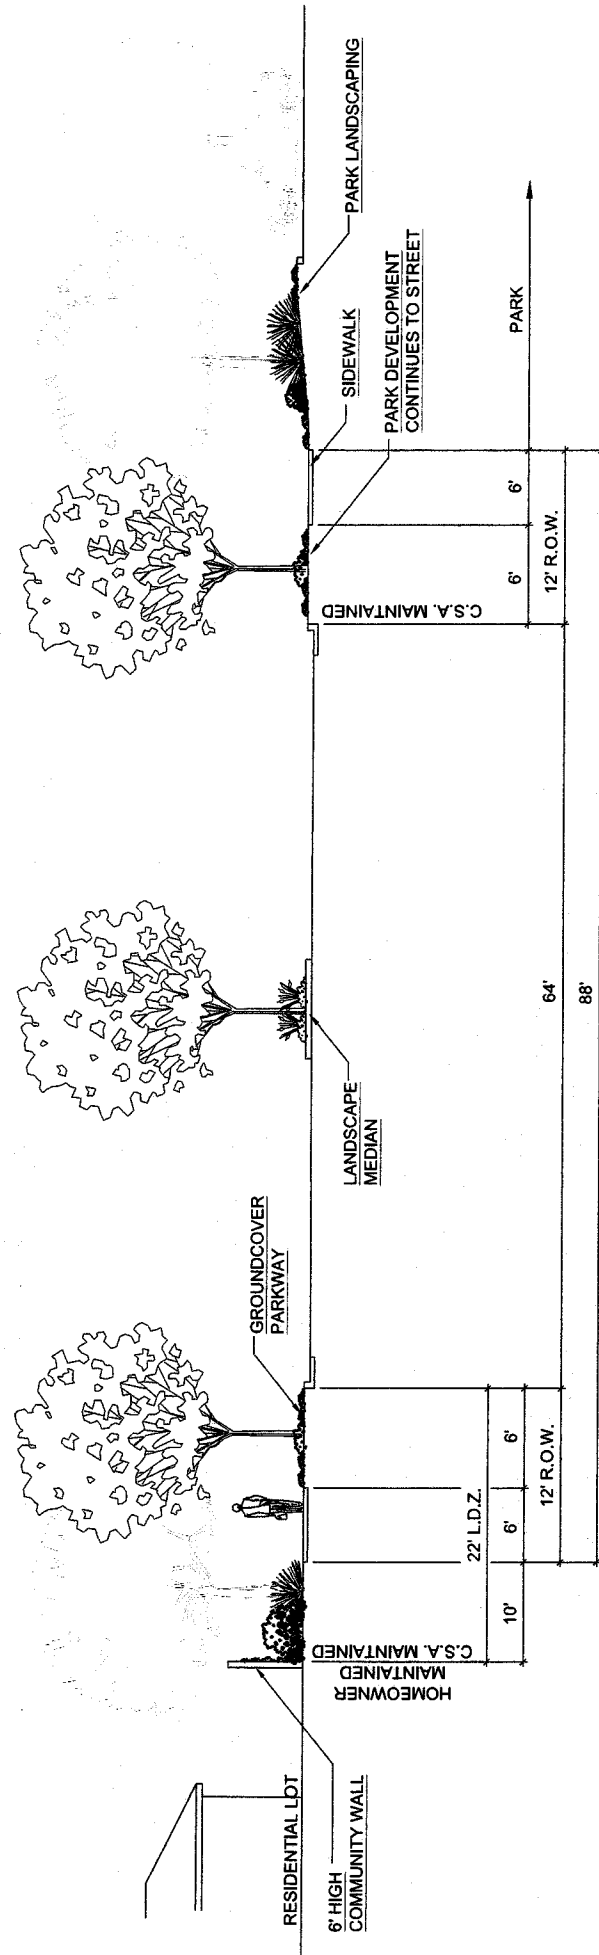 RESIDENTIAL LOT
6' HIGH
COMMUNITY WALL
HOMEOWNER
MAINTAINED
C.S.A. MAINTAINED
GROUNDCOVER
PARKWAY
LANDSCAPE
MEDIAN
C.S.A. MAINTAINED
SIDEWALK
PARK DEVELOPMENT
CONTINUES TO STREET
PARK LANDSCAPING
22' L.D.Z.
10'
6'
6'
12' R.O.W.
64'
88'
6'
6'
12' R.O.W.
PARK